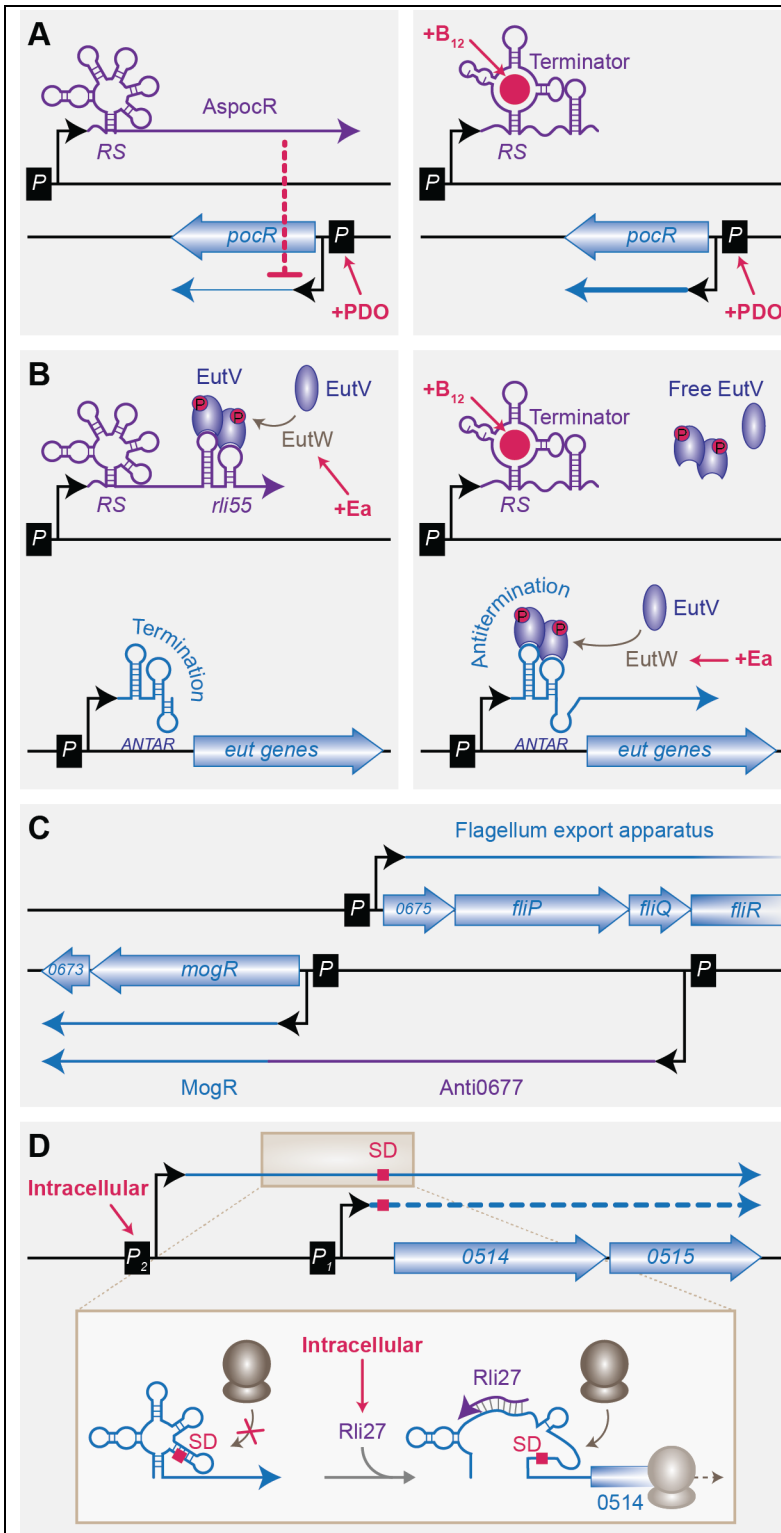 A
AspocR
RS
P
pocR
P
+PDO
+B12
Terminator
RS
P
pocR
P
+PDO
B
EutV
EutV
P
P
EutW
RS
rli55
+Ea
P
Termination
P
ANTAR
eut genes
+B12
Terminator
Free EutV
P
P
RS
P
Antitermination
P
P
EutV
EutW
+Ea
P
ANTAR
eut genes
C
Flagellum export apparatus
P
0675
fliP
fliQ
fliR
0673
mogR
P
P
MogR
Anti0677
D
SD
Intracellular
P2
P1
0514
0515
Intracellular
Rli27
SD
Rli27
SD
0514